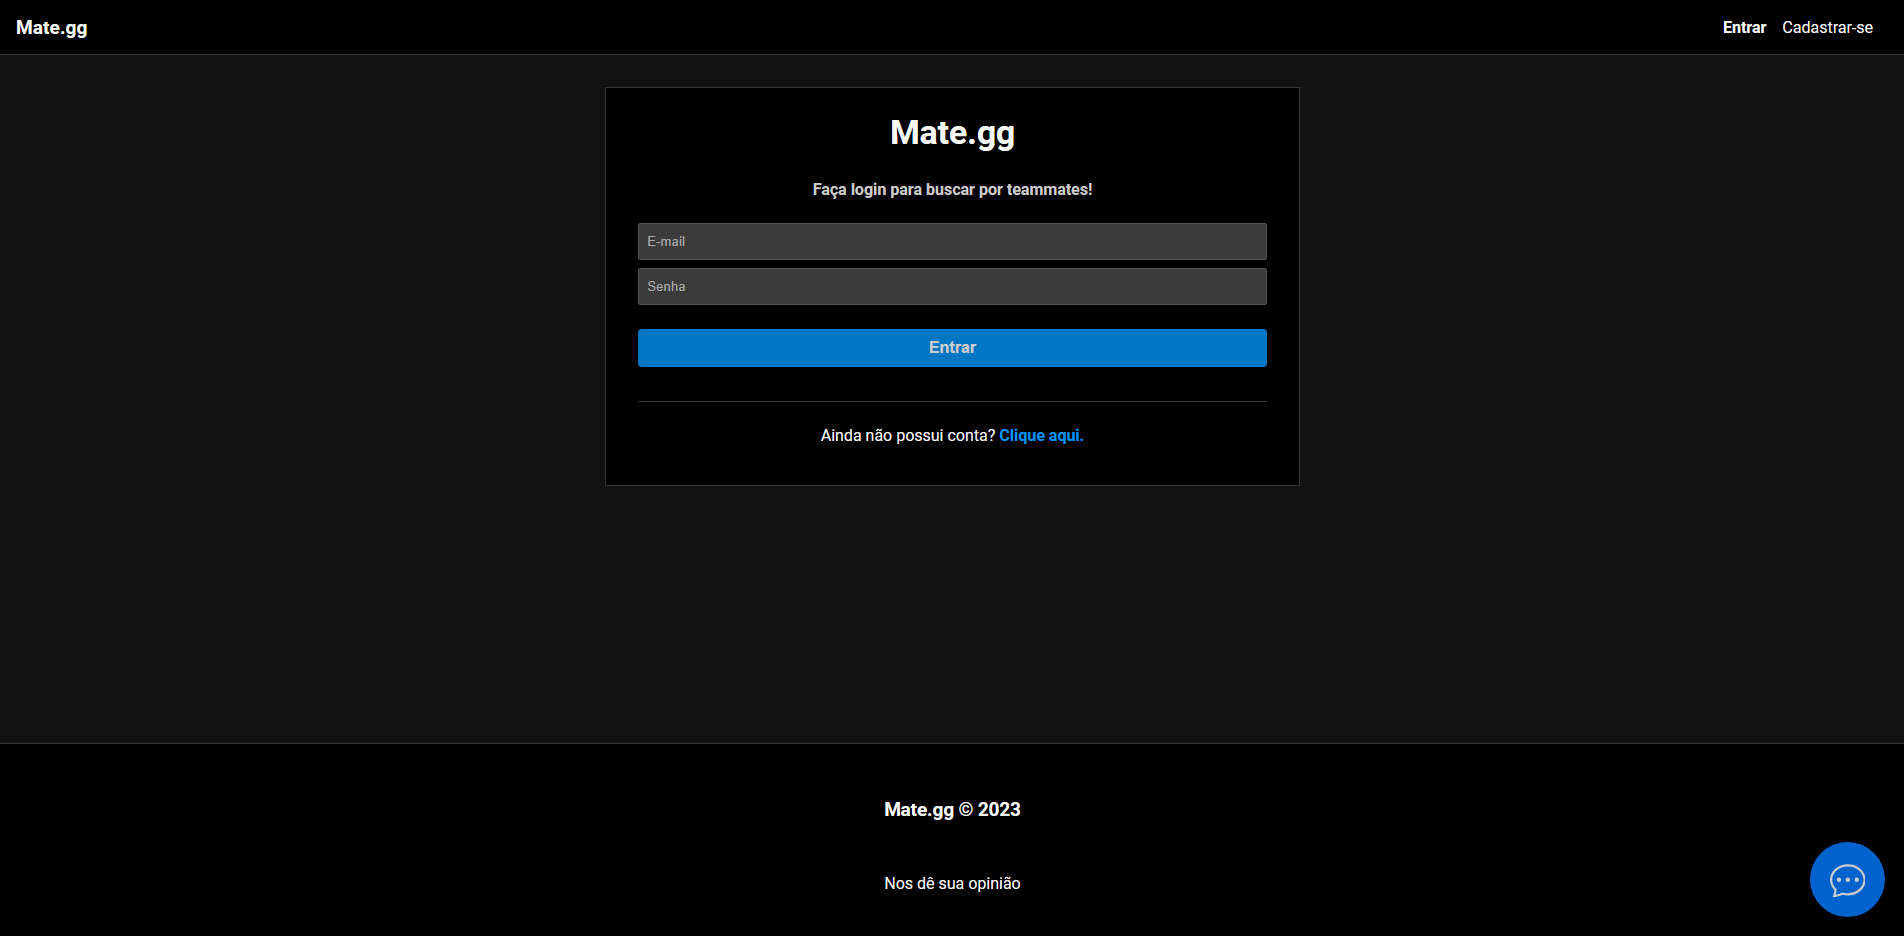 Mate.gg
Entrar Cadastrar-se
Mate.gg
Faça login para buscar por teammates!
E-mail
Senha
Entrar
Ainda não possui conta? Clique aqui.
Mate.gg © 2023
Nos dê sua opinião